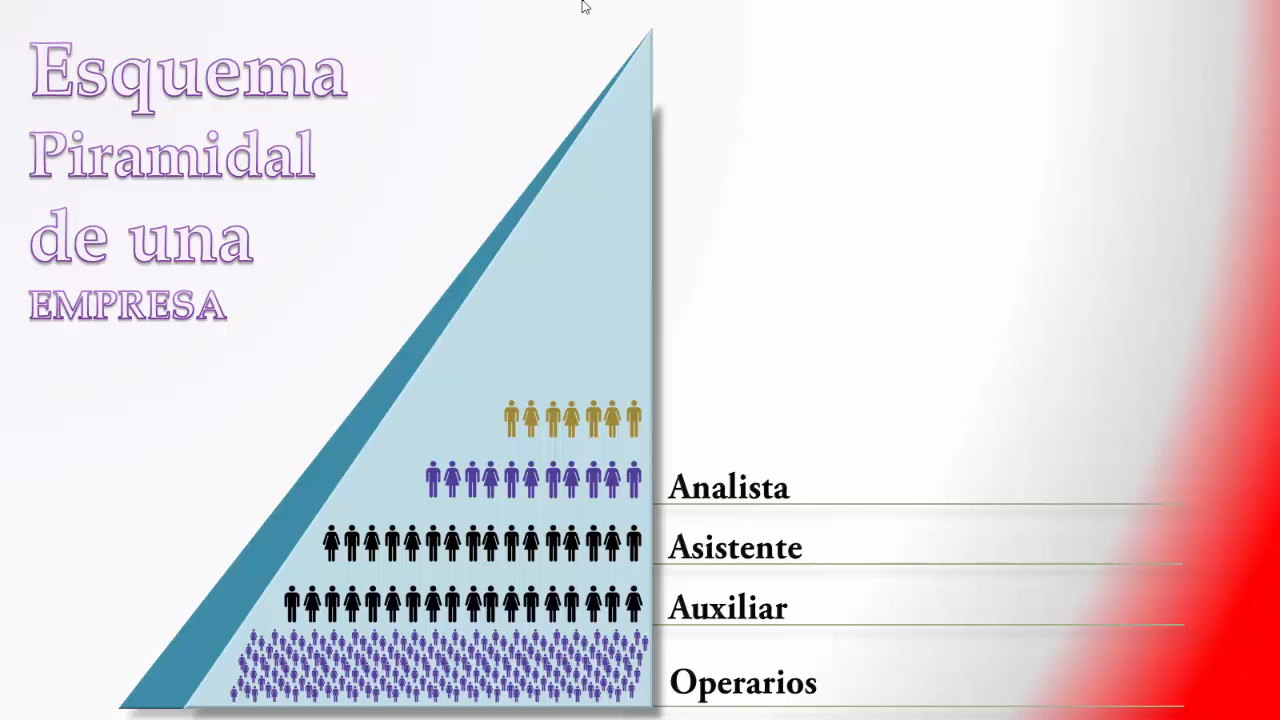 Esquema
Piramidal
de una
EMPRESA
Analista
Asistente
Auxiliar
Operarios